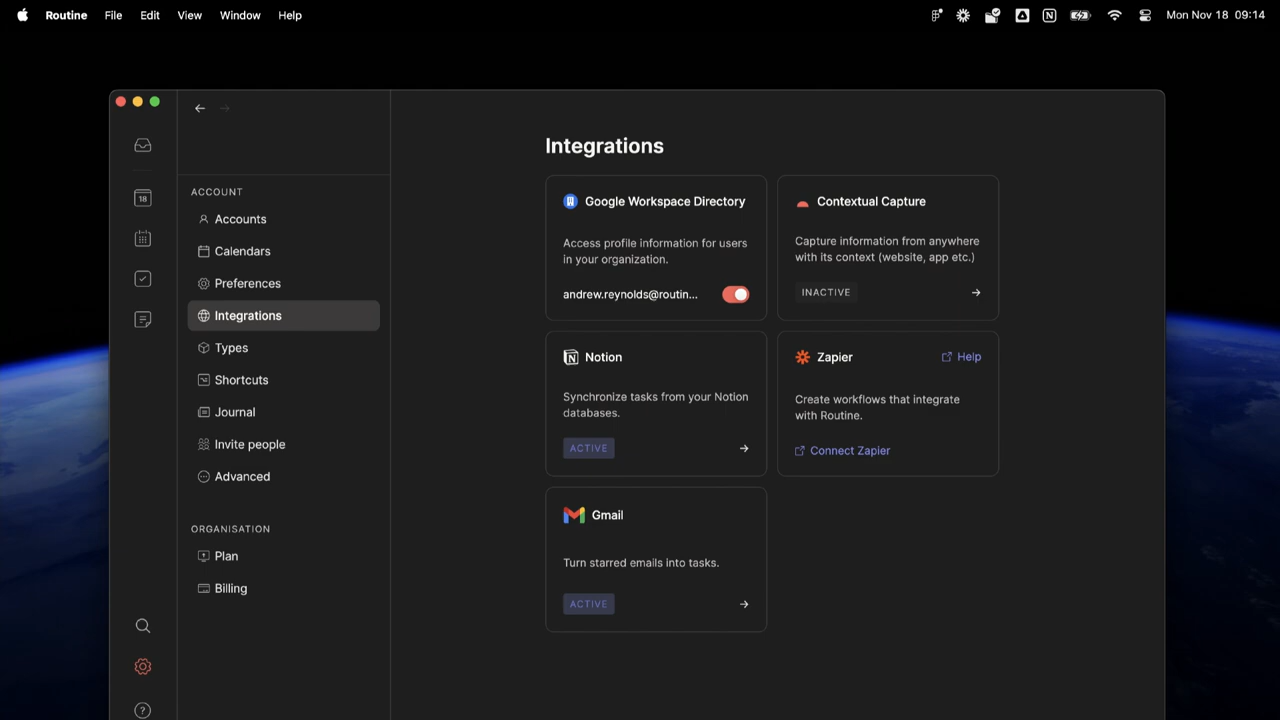 Routine File Edit View Window Help
Mon Nov 18 09:14
18
ACCOUNT
Accounts
Calendars
Preferences
Integrations
Types
Shortcuts
Journal
Invite people
Advanced
ORGANISATION
Plan
Billing
Integrations
Google Workspace Directory
Access profile information for users
in your organization.
andrew.reynolds@routin...
Contextual Capture
Capture information from anywhere
with its context (website, app etc.)
INACTIVE
Notion
Synchronize tasks from your Notion
databases.
ACTIVE
Zapier
Help
Create workflows that integrate
with Routine.
Connect Zapier
Gmail
Turn starred emails into tasks.
ACTIVE